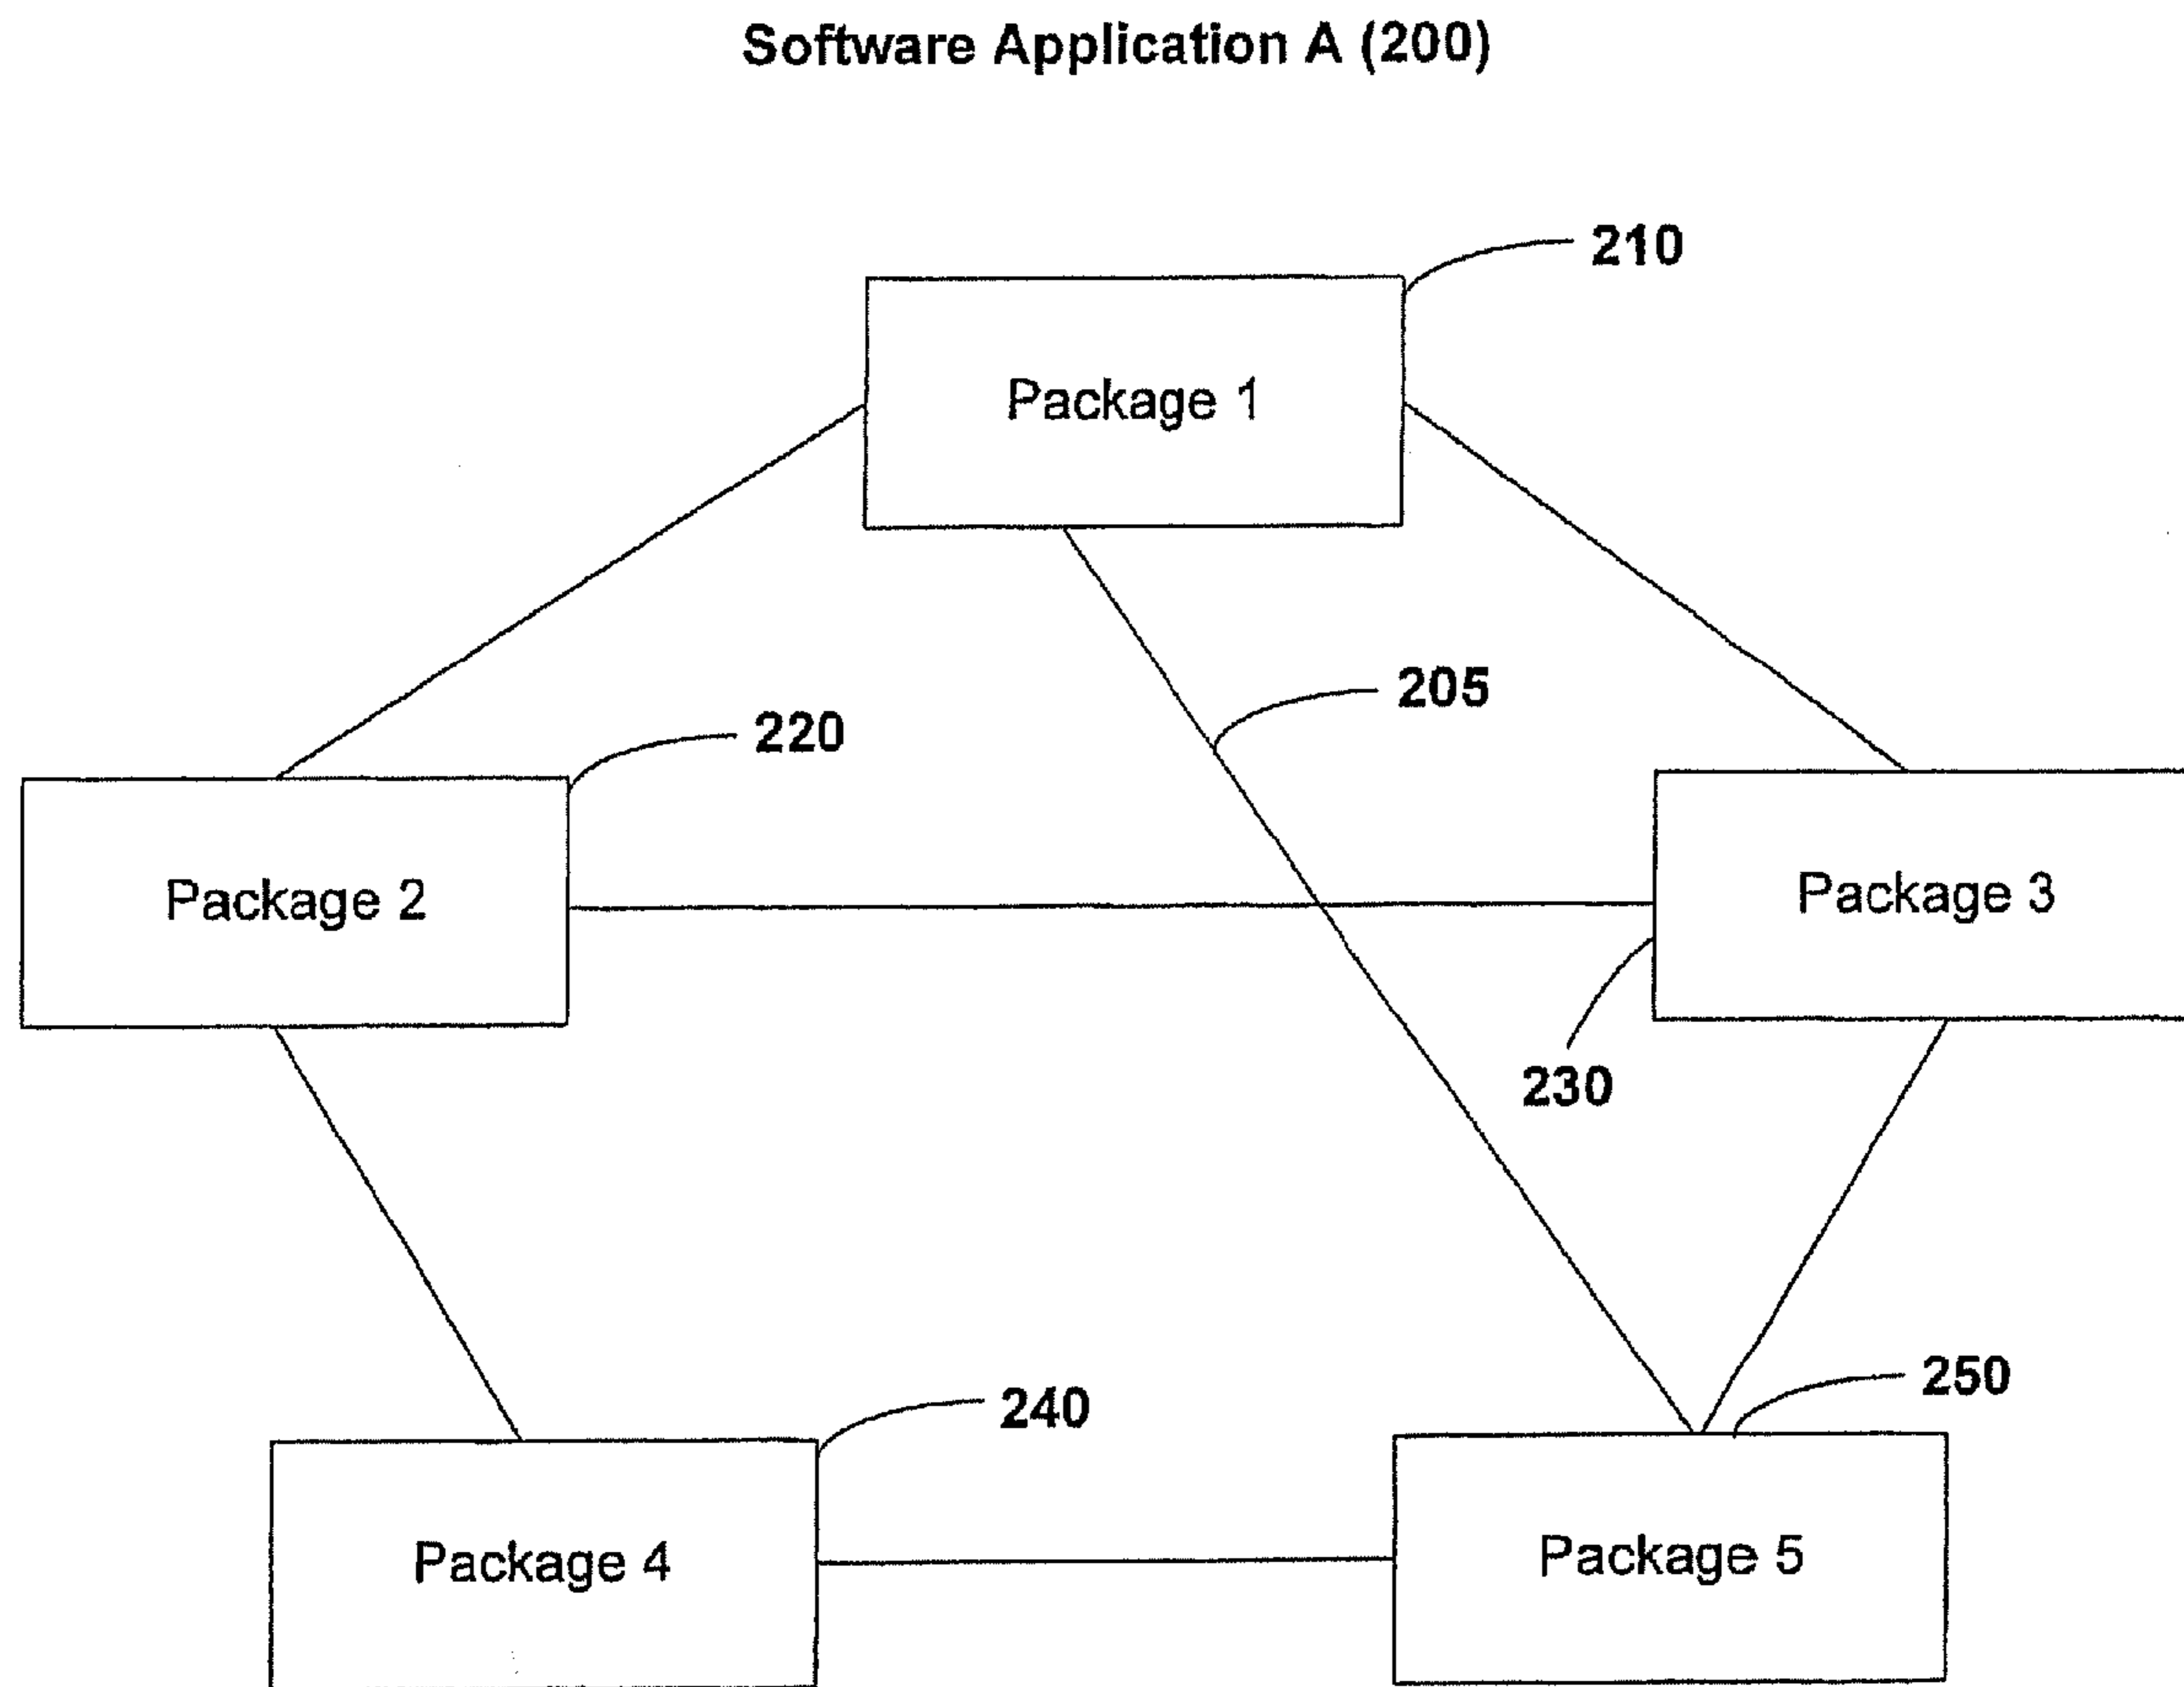 Software Application A (200)
210
Package 1
205
220
Package 2
Package 3
230
250
240
Package 4
Package 5